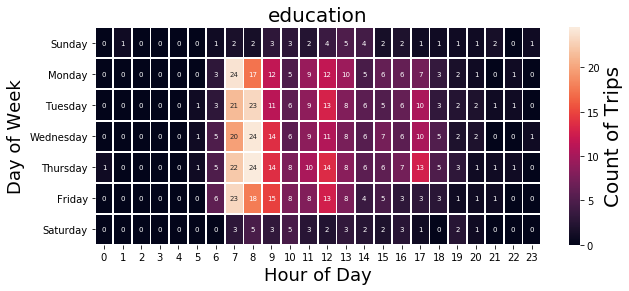 education
Sunday 0 1 0 0 0 0 1 2 2 3 3 2 4 5 4 2 2 1 1 1 1 2 0 1
Monday 0 0 0 0 0 0 3 24 17 12 5 9 12 10 5 6 6 7 3 2 1 0 1 0
Tuesday 0 0 0 0 0 1 3 21 23 11 6 9 13 8 6 5 6 10 3 2 2 1 1 0
Wednesday 0 0 0 0 0 1 5 20 24 14 6 9 11 8 6 7 6 10 5 2 2 0 0 1
Thursday 1 0 0 0 0 1 5 22 24 14 8 10 14 8 6 6 7 13 5 3 1 1 1 0
Friday 0 0 0 0 0 0 6 23 18 15 8 8 13 8 4 5 3 3 3 1 1 1 0 0
Saturday 0 0 0 0 0 0 0 3 5 3 5 3 2 3 2 2 3 1 0 2 1 0 0 0
0 1 2 3 4 5 6 7 8 9 10 11 12 13 14 15 16 17 18 19 20 21 22 23
Hour of Day
Day of Week
20
15
10
5
0
Count of Trips